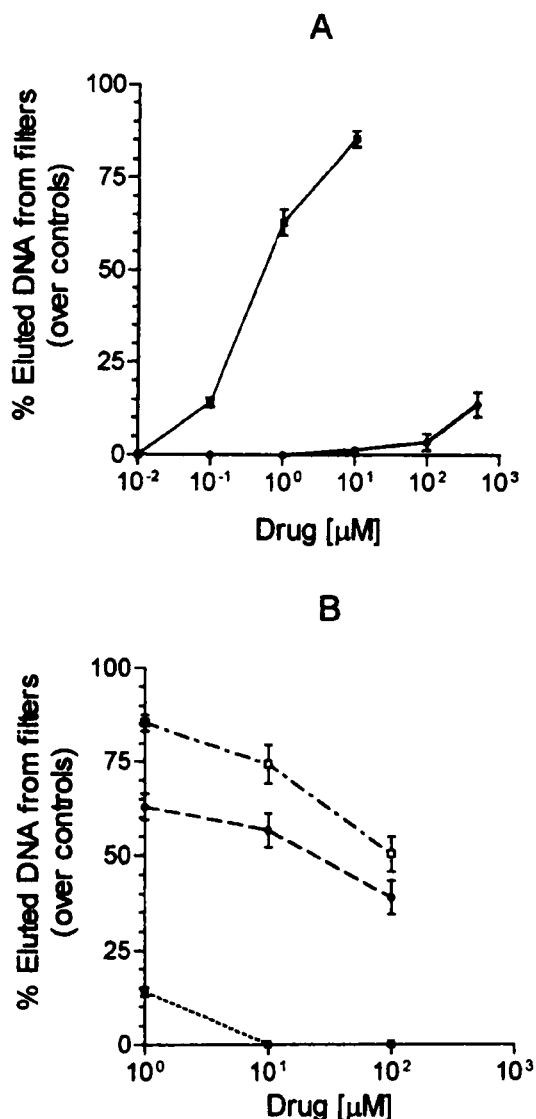 A
% Eluted DNA from filters
(over controls)
100
75
50
25
0
10⁻² 10⁻¹ 10⁰ 10¹ 10² 10³
Drug [µM]
B
% Eluted DNA from filters
(over controls)
100
75
50
25
0
10⁰ 10¹ 10² 10³
Drug [µM]